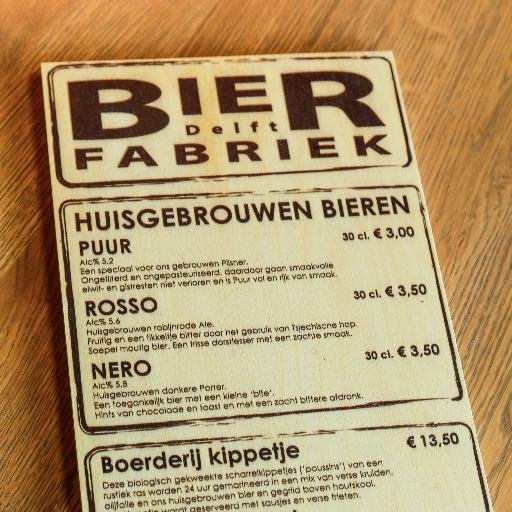 BIER
Delft
FABRIEK
HUISGEBROUWEN BIEREN
PUUR 30 cl. € 3,00
Alc% 5.2
Een speciaal voor ons gebrouwen Pilsner.
Ongefilterd en ongepasteuriseerd, daardoor gaan smaakvolle
eiwit- en gistresten niet verloren en is Puur vol en rijk van smaak.
ROSSO 30 cl. € 3,50
Alc% 5.6
Huisgebrouwen robijnrode Ale.
Fruitig en een tikkeltje bitter door het gebruik van Tsjechische hop.
Soepel moutig bier. Een frisse dorstlesser met een zachte smaak.
NERO 30 cl. € 3,50
Alc% 5.8
Huisgebrouwen donkere Porter.
Een toegankelijk bier met een kleine 'bite'.
Hints van chocolade en toast en met een zacht bittere afdronk.
Boerderij kippetje € 13,50
Deze biologisch gekweekte scharrelkippetjes ('poussins') van een
rustiek ras worden 24 uur gemarineerd in een mix van verse kruiden,
olijfolie en ons huisgebrouwen bier en gegrild boven houtskool.
wordt geserveerd met sausjes en verse frieten.